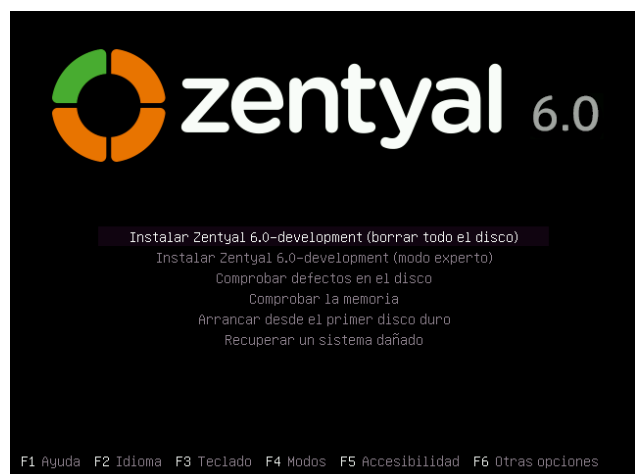 zentyal 6.0
Instalar Zentyal 6.0-development (borrar todo el disco)
Instalar Zentyal 6.0-development (modo experto)
Comprobar defectos en el disco
Comprobar la memoria
Arrancar desde el primer disco duro
Recuperar un sistema dañado
F1 Ayuda F2 Idioma F3 Teclado F4 Modos F5 Accesibilidad F6 Otras opciones